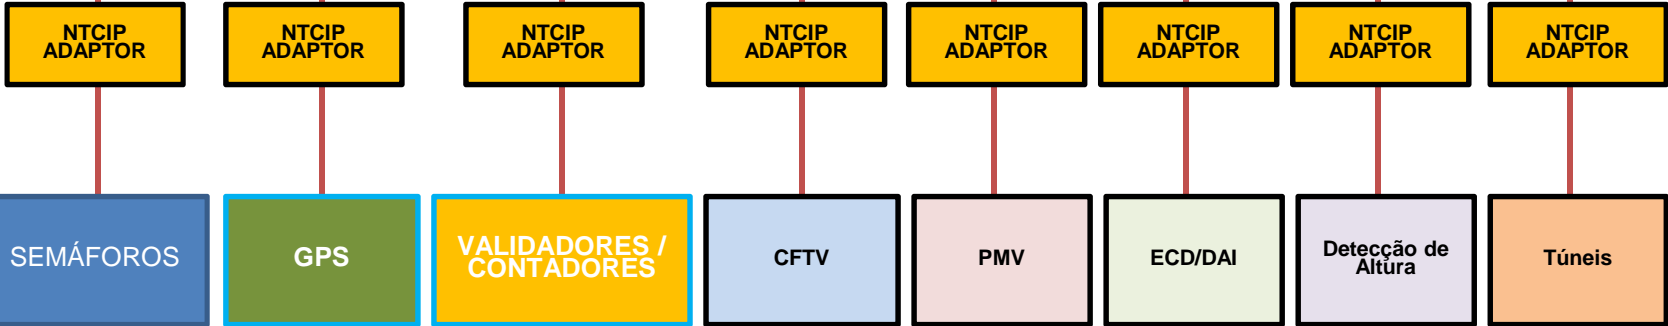 NTCIP
ADAPTOR
NTCIP
ADAPTOR
NTCIP
ADAPTOR
NTCIP
ADAPTOR
NTCIP
ADAPTOR
NTCIP
ADAPTOR
NTCIP
ADAPTOR
NTCIP
ADAPTOR
SEMÁFOROS
GPS
VALIDADORES /
CONTADORES
CFTV
PMV
ECD/DAI
Detecção de
Altura
Túneis